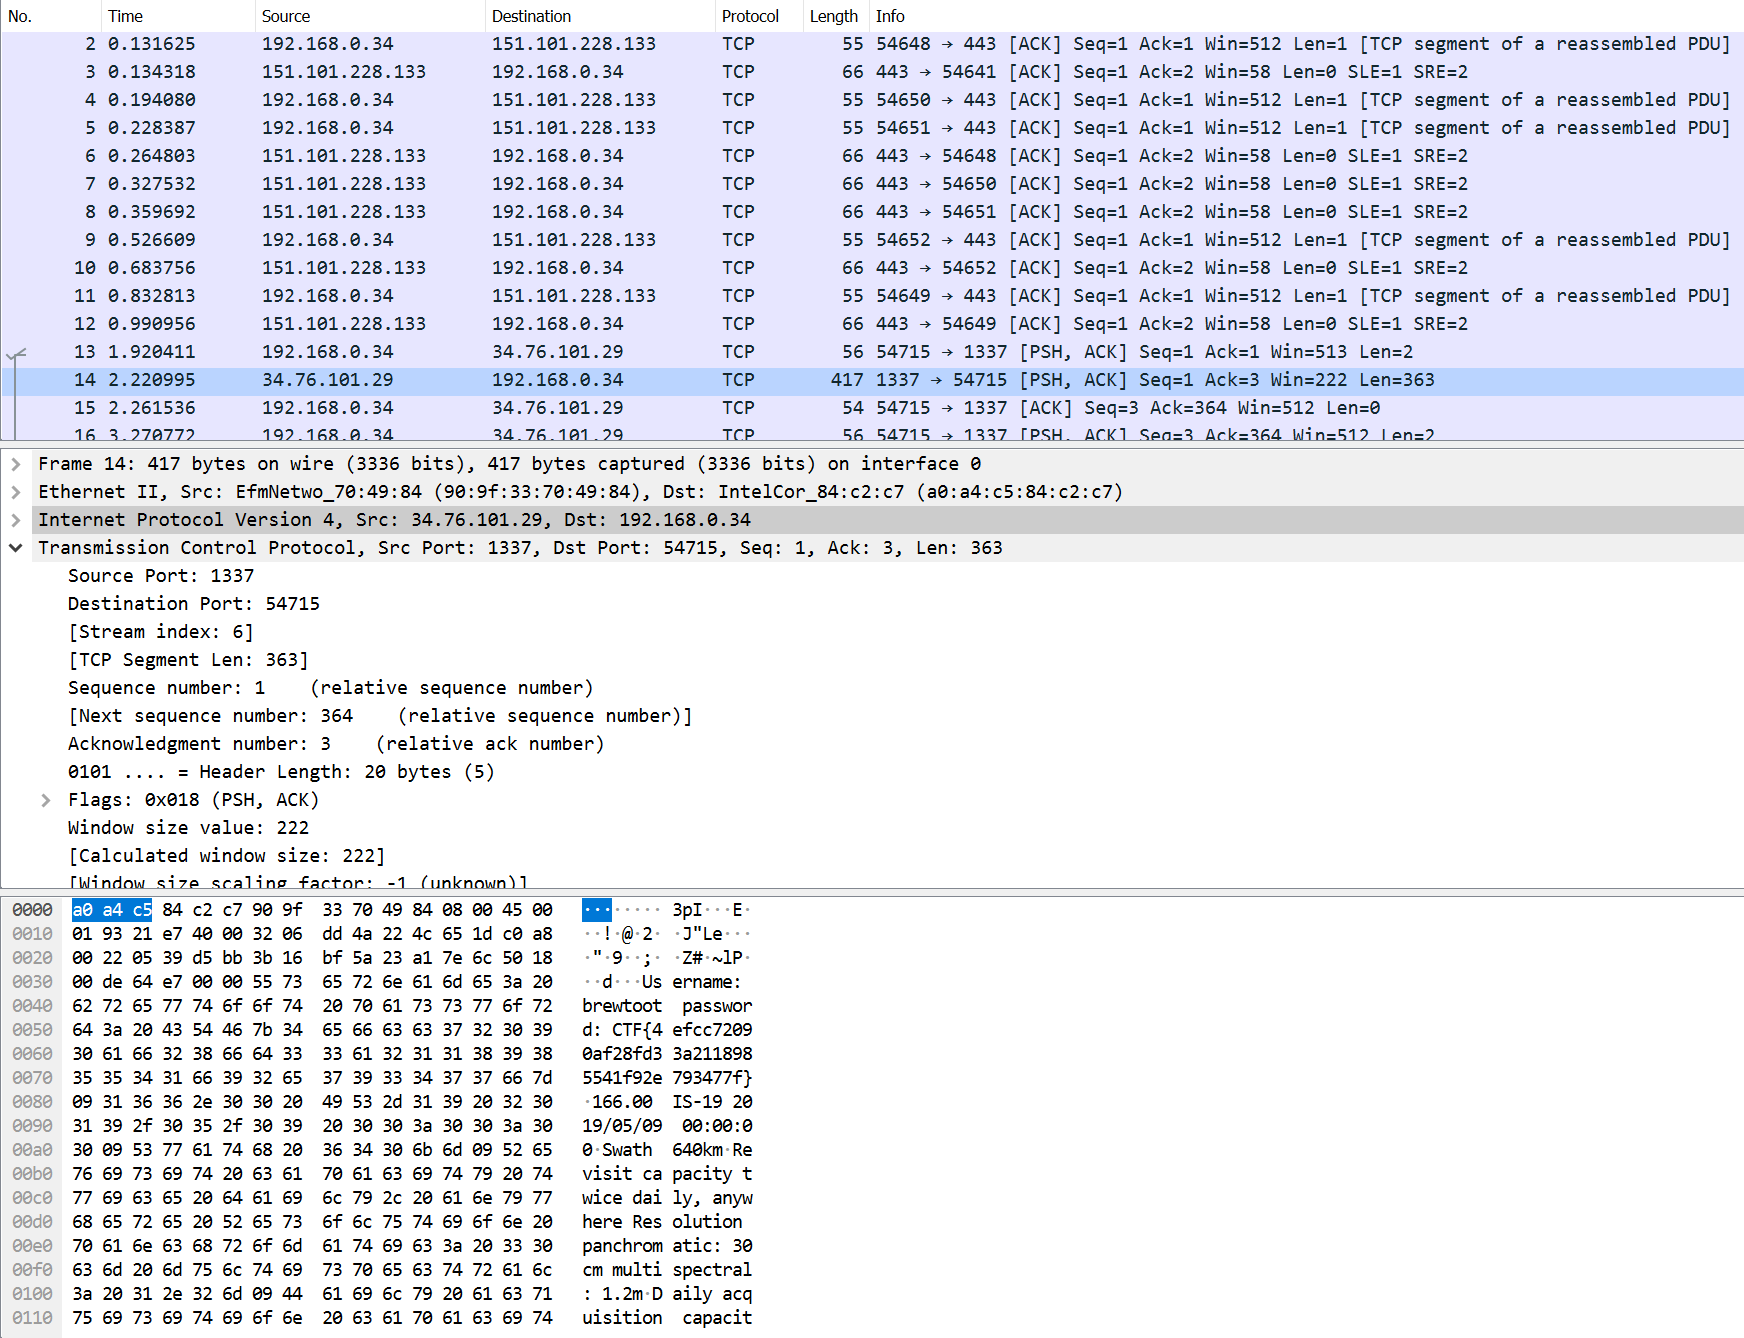 No. Time Source Destination Protocol Length Info
2 0.131625 192.168.0.34 151.101.228.133 TCP 55 54648 → 443 [ACK] Seq=1 Ack=1 Win=512 Len=1 [TCP segment of a reassembled PDU]
3 0.134318 151.101.228.133 192.168.0.34 TCP 66 443 → 54641 [ACK] Seq=1 Ack=2 Win=58 Len=0 SLE=1 SRE=2
4 0.194080 192.168.0.34 151.101.228.133 TCP 55 54650 → 443 [ACK] Seq=1 Ack=1 Win=512 Len=1 [TCP segment of a reassembled PDU]
5 0.228387 192.168.0.34 151.101.228.133 TCP 55 54651 → 443 [ACK] Seq=1 Ack=1 Win=512 Len=1 [TCP segment of a reassembled PDU]
6 0.264803 151.101.228.133 192.168.0.34 TCP 66 443 → 54648 [ACK] Seq=1 Ack=2 Win=58 Len=0 SLE=1 SRE=2
7 0.327532 151.101.228.133 192.168.0.34 TCP 66 443 → 54650 [ACK] Seq=1 Ack=2 Win=58 Len=0 SLE=1 SRE=2
8 0.359692 151.101.228.133 192.168.0.34 TCP 66 443 → 54651 [ACK] Seq=1 Ack=2 Win=58 Len=0 SLE=1 SRE=2
9 0.526609 192.168.0.34 151.101.228.133 TCP 55 54652 → 443 [ACK] Seq=1 Ack=1 Win=512 Len=1 [TCP segment of a reassembled PDU]
10 0.683756 151.101.228.133 192.168.0.34 TCP 66 443 → 54652 [ACK] Seq=1 Ack=2 Win=58 Len=0 SLE=1 SRE=2
11 0.832813 192.168.0.34 151.101.228.133 TCP 55 54649 → 443 [ACK] Seq=1 Ack=1 Win=512 Len=1 [TCP segment of a reassembled PDU]
12 0.990956 151.101.228.133 192.168.0.34 TCP 66 443 → 54649 [ACK] Seq=1 Ack=2 Win=58 Len=0 SLE=1 SRE=2
13 1.920411 192.168.0.34 34.76.101.29 TCP 56 54715 → 1337 [PSH, ACK] Seq=1 Ack=1 Win=513 Len=2
14 2.220995 34.76.101.29 192.168.0.34 TCP 417 1337 → 54715 [PSH, ACK] Seq=1 Ack=3 Win=222 Len=363
15 2.261536 192.168.0.34 34.76.101.29 TCP 54 54715 → 1337 [ACK] Seq=3 Ack=364 Win=512 Len=0
16 3.270772 192.168.0.34 34.76.101.29 TCP 56 54715 → 1337 [PSH, ACK] Seq=3 Ack=364 Win=512 Len=2
Frame 14: 417 bytes on wire (3336 bits), 417 bytes captured (3336 bits) on interface 0
Ethernet II, Src: EfmNetwo_70:49:84 (90:9f:33:70:49:84), Dst: IntelCor_84:c2:c7 (a0:a4:c5:84:c2:c7)
Internet Protocol Version 4, Src: 34.76.101.29, Dst: 192.168.0.34
Transmission Control Protocol, Src Port: 1337, Dst Port: 54715, Seq: 1, Ack: 3, Len: 363
Source Port: 1337
Destination Port: 54715
[Stream index: 6]
[TCP Segment Len: 363]
Sequence number: 1 (relative sequence number)
[Next sequence number: 364 (relative sequence number)]
Acknowledgment number: 3 (relative ack number)
0101 .... = Header Length: 20 bytes (5)
Flags: 0x018 (PSH, ACK)
Window size value: 222
[Calculated window size: 222]
[Window size scaling factor: -1 (unknown)]
0000 a0 a4 c5 84 c2 c7 90 9f 33 70 49 84 08 00 45 00 ········ 3pI···E·
0010 01 93 21 e7 40 00 32 06 dd 4a 22 4c 65 1d c0 a8 ··!·@·2· ·J"Le···
0020 00 22 05 39 d5 bb 3b 16 bf 5a 23 a1 7e 6c 50 18 ·"·9··;· ·Z#·~lP·
0030 00 de 64 e7 00 00 55 73 65 72 6e 61 6d 65 3a 20 ··d···Us ername:
0040 62 72 65 77 74 6f 6f 74 20 70 61 73 73 77 6f 72 brewtoot passwor
0050 64 3a 20 43 54 46 7b 34 65 66 63 63 37 32 30 39 d: CTF{4 efcc7209
0060 30 61 66 32 38 66 64 33 33 61 32 31 31 38 39 38 0af28fd3 3a211898
0070 35 35 34 31 66 39 32 65 37 39 33 34 37 37 66 7d 5541f92e 793477f}
0080 09 31 36 36 2e 30 30 20 49 53 2d 31 39 20 32 30 ·166.00 IS-19 20
0090 31 39 2f 30 35 2f 30 39 20 30 30 3a 30 30 3a 30 19/05/09 00:00:0
00a0 30 09 53 77 61 74 68 20 36 34 30 6b 6d 09 52 65 0·Swath 640km·Re
00b0 76 69 73 69 74 20 63 61 70 61 63 69 74 79 20 74 visit ca pacity t
00c0 77 69 63 65 20 64 61 69 6c 79 2c 20 61 6e 79 77 wice dai ly, anyw
00d0 68 65 72 65 20 52 65 73 6f 6c 75 74 69 6f 6e 20 here Res olution
00e0 70 61 6e 63 68 72 6f 6d 61 74 69 63 3a 20 33 30 panchrom atic: 30
00f0 63 6d 20 6d 75 6c 74 69 73 70 65 63 74 72 61 6c cm multi spectral
0100 3a 20 31 2e 32 6d 09 44 61 69 6c 79 20 61 63 71 : 1.2m·D aily acq
0110 75 69 73 69 74 69 6f 6e 20 63 61 70 61 63 69 74 uisition capacit